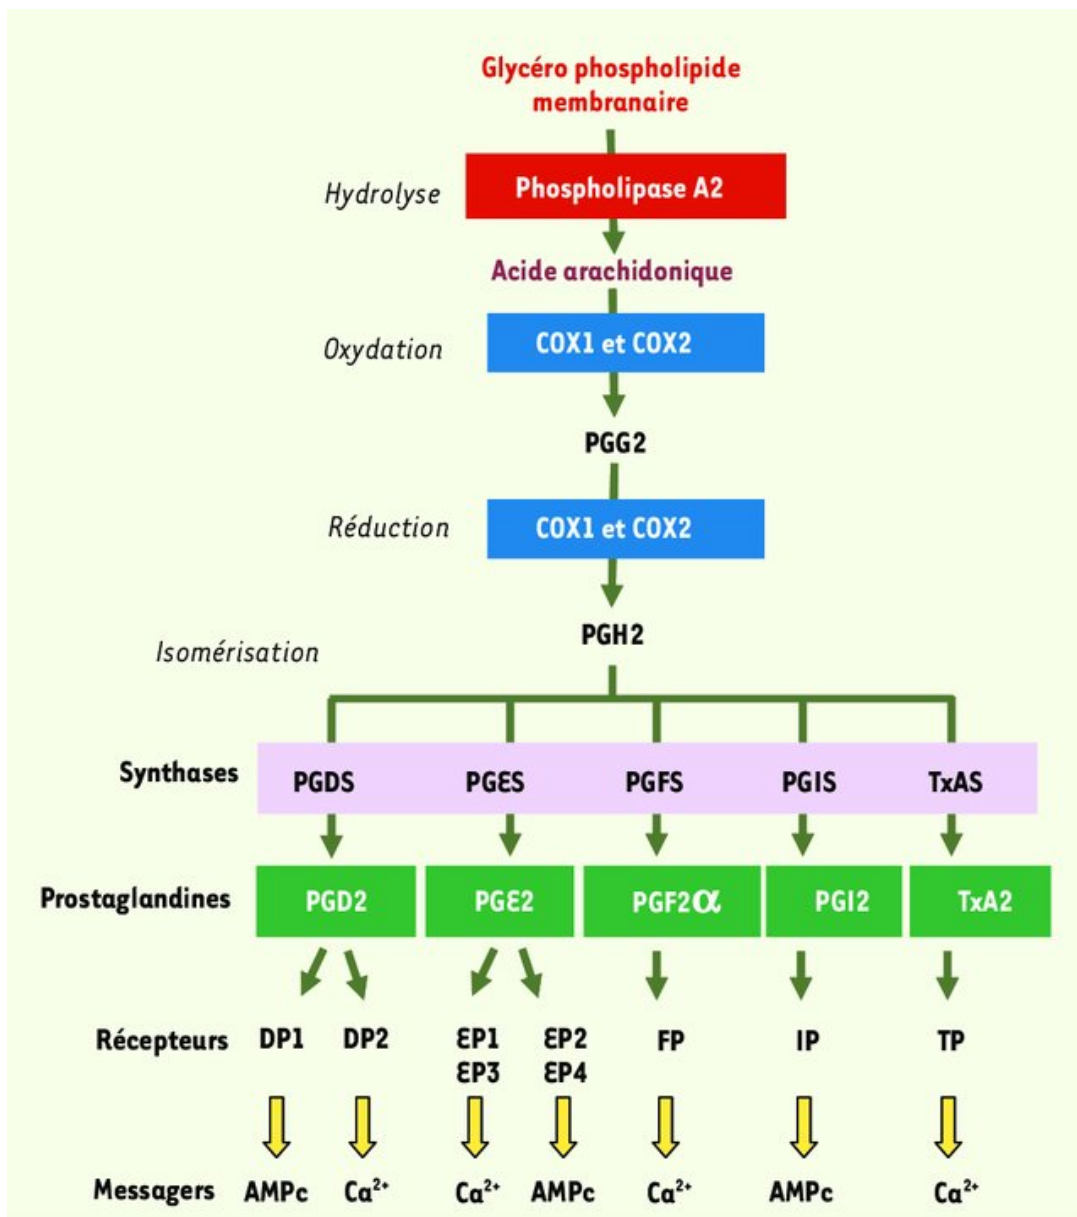 Glycéro phospholipide
membranaire
Hydrolyse
Phospholipase A2
Acide arachidonique
Oxydation
COX1 et COX2
PGG2
Réduction
COX1 et COX2
PGH2
Isomérisation
Synthases PGDS PGES PGFS PGIS TxAS
Prostaglandines PGD2 PGE2 PGF2α PGI2 TxA2
Récepteurs DP1 DP2 EP1 EP2 FP IP TP
EP3 EP4
Messagers AMPc Ca²⁺ Ca²⁺ AMPc Ca²⁺ AMPc Ca²⁺